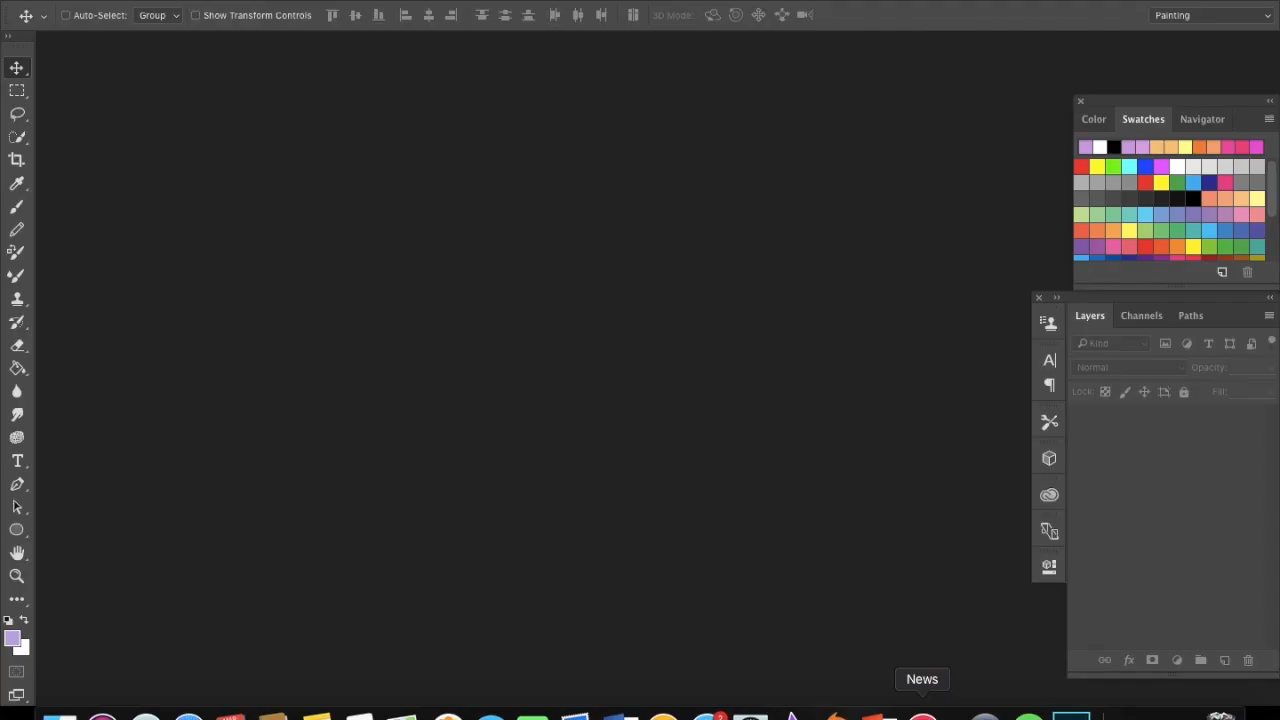 Auto-Select: Group Show Transform Controls 3D Mode: Painting
Color Swatches Navigator
Layers Channels Paths
Kind
Normal Opacity:
Lock: Fill:
News